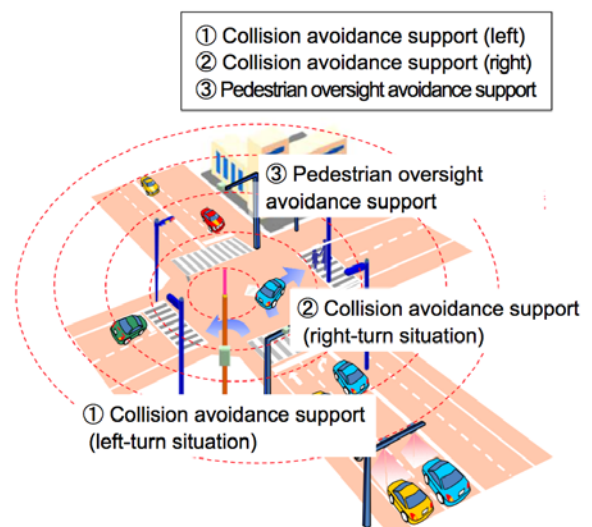 ① Collision avoidance support (left)
② Collision avoidance support (right)
③ Pedestrian oversight avoidance support
③ Pedestrian oversight
avoidance support
② Collision avoidance support
(right-turn situation)
① Collision avoidance support
(left-turn situation)